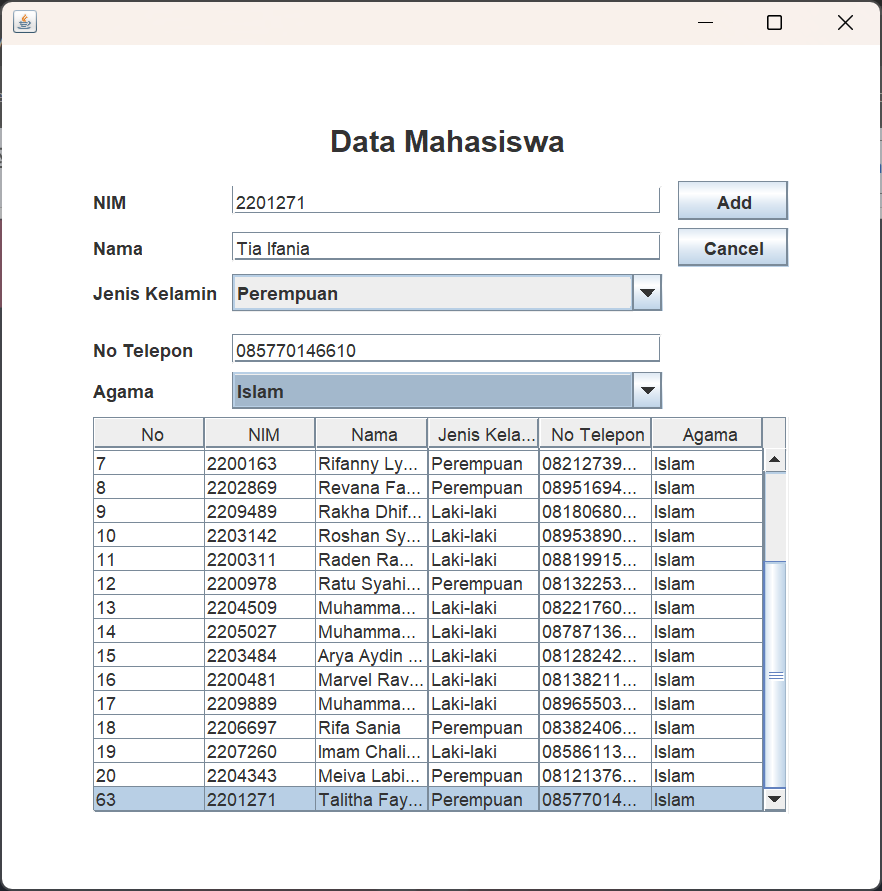 Data Mahasiswa
NIM 2201271 Add
Nama Tia Ifania Cancel
Jenis Kelamin Perempuan
No Telepon 085770146610
Agama Islam
No NIM Nama Jenis Kela... No Telepon Agama
7 2200163 Rifanny Ly... Perempuan 08212739... Islam
8 2202869 Revana Fa... Perempuan 08951694... Islam
9 2209489 Rakha Dhif... Laki-laki 08180680... Islam
10 2203142 Roshan Sy... Laki-laki 08953890... Islam
11 2200311 Raden Ra... Laki-laki 08819915... Islam
12 2200978 Ratu Syahi... Perempuan 08132253... Islam
13 2204509 Muhamma... Laki-laki 08221760... Islam
14 2205027 Muhamma... Laki-laki 08787136... Islam
15 2203484 Arya Aydin ... Laki-laki 08128242... Islam
16 2200481 Marvel Rav... Laki-laki 08138211... Islam
17 2209889 Muhamma... Laki-laki 08965503... Islam
18 2206697 Rifa Sania Perempuan 08382406... Islam
19 2207260 Imam Chali... Laki-laki 08586113... Islam
20 2204343 Meiva Labi... Perempuan 08121376... Islam
63 2201271 Talitha Fay... Perempuan 08577014... Islam